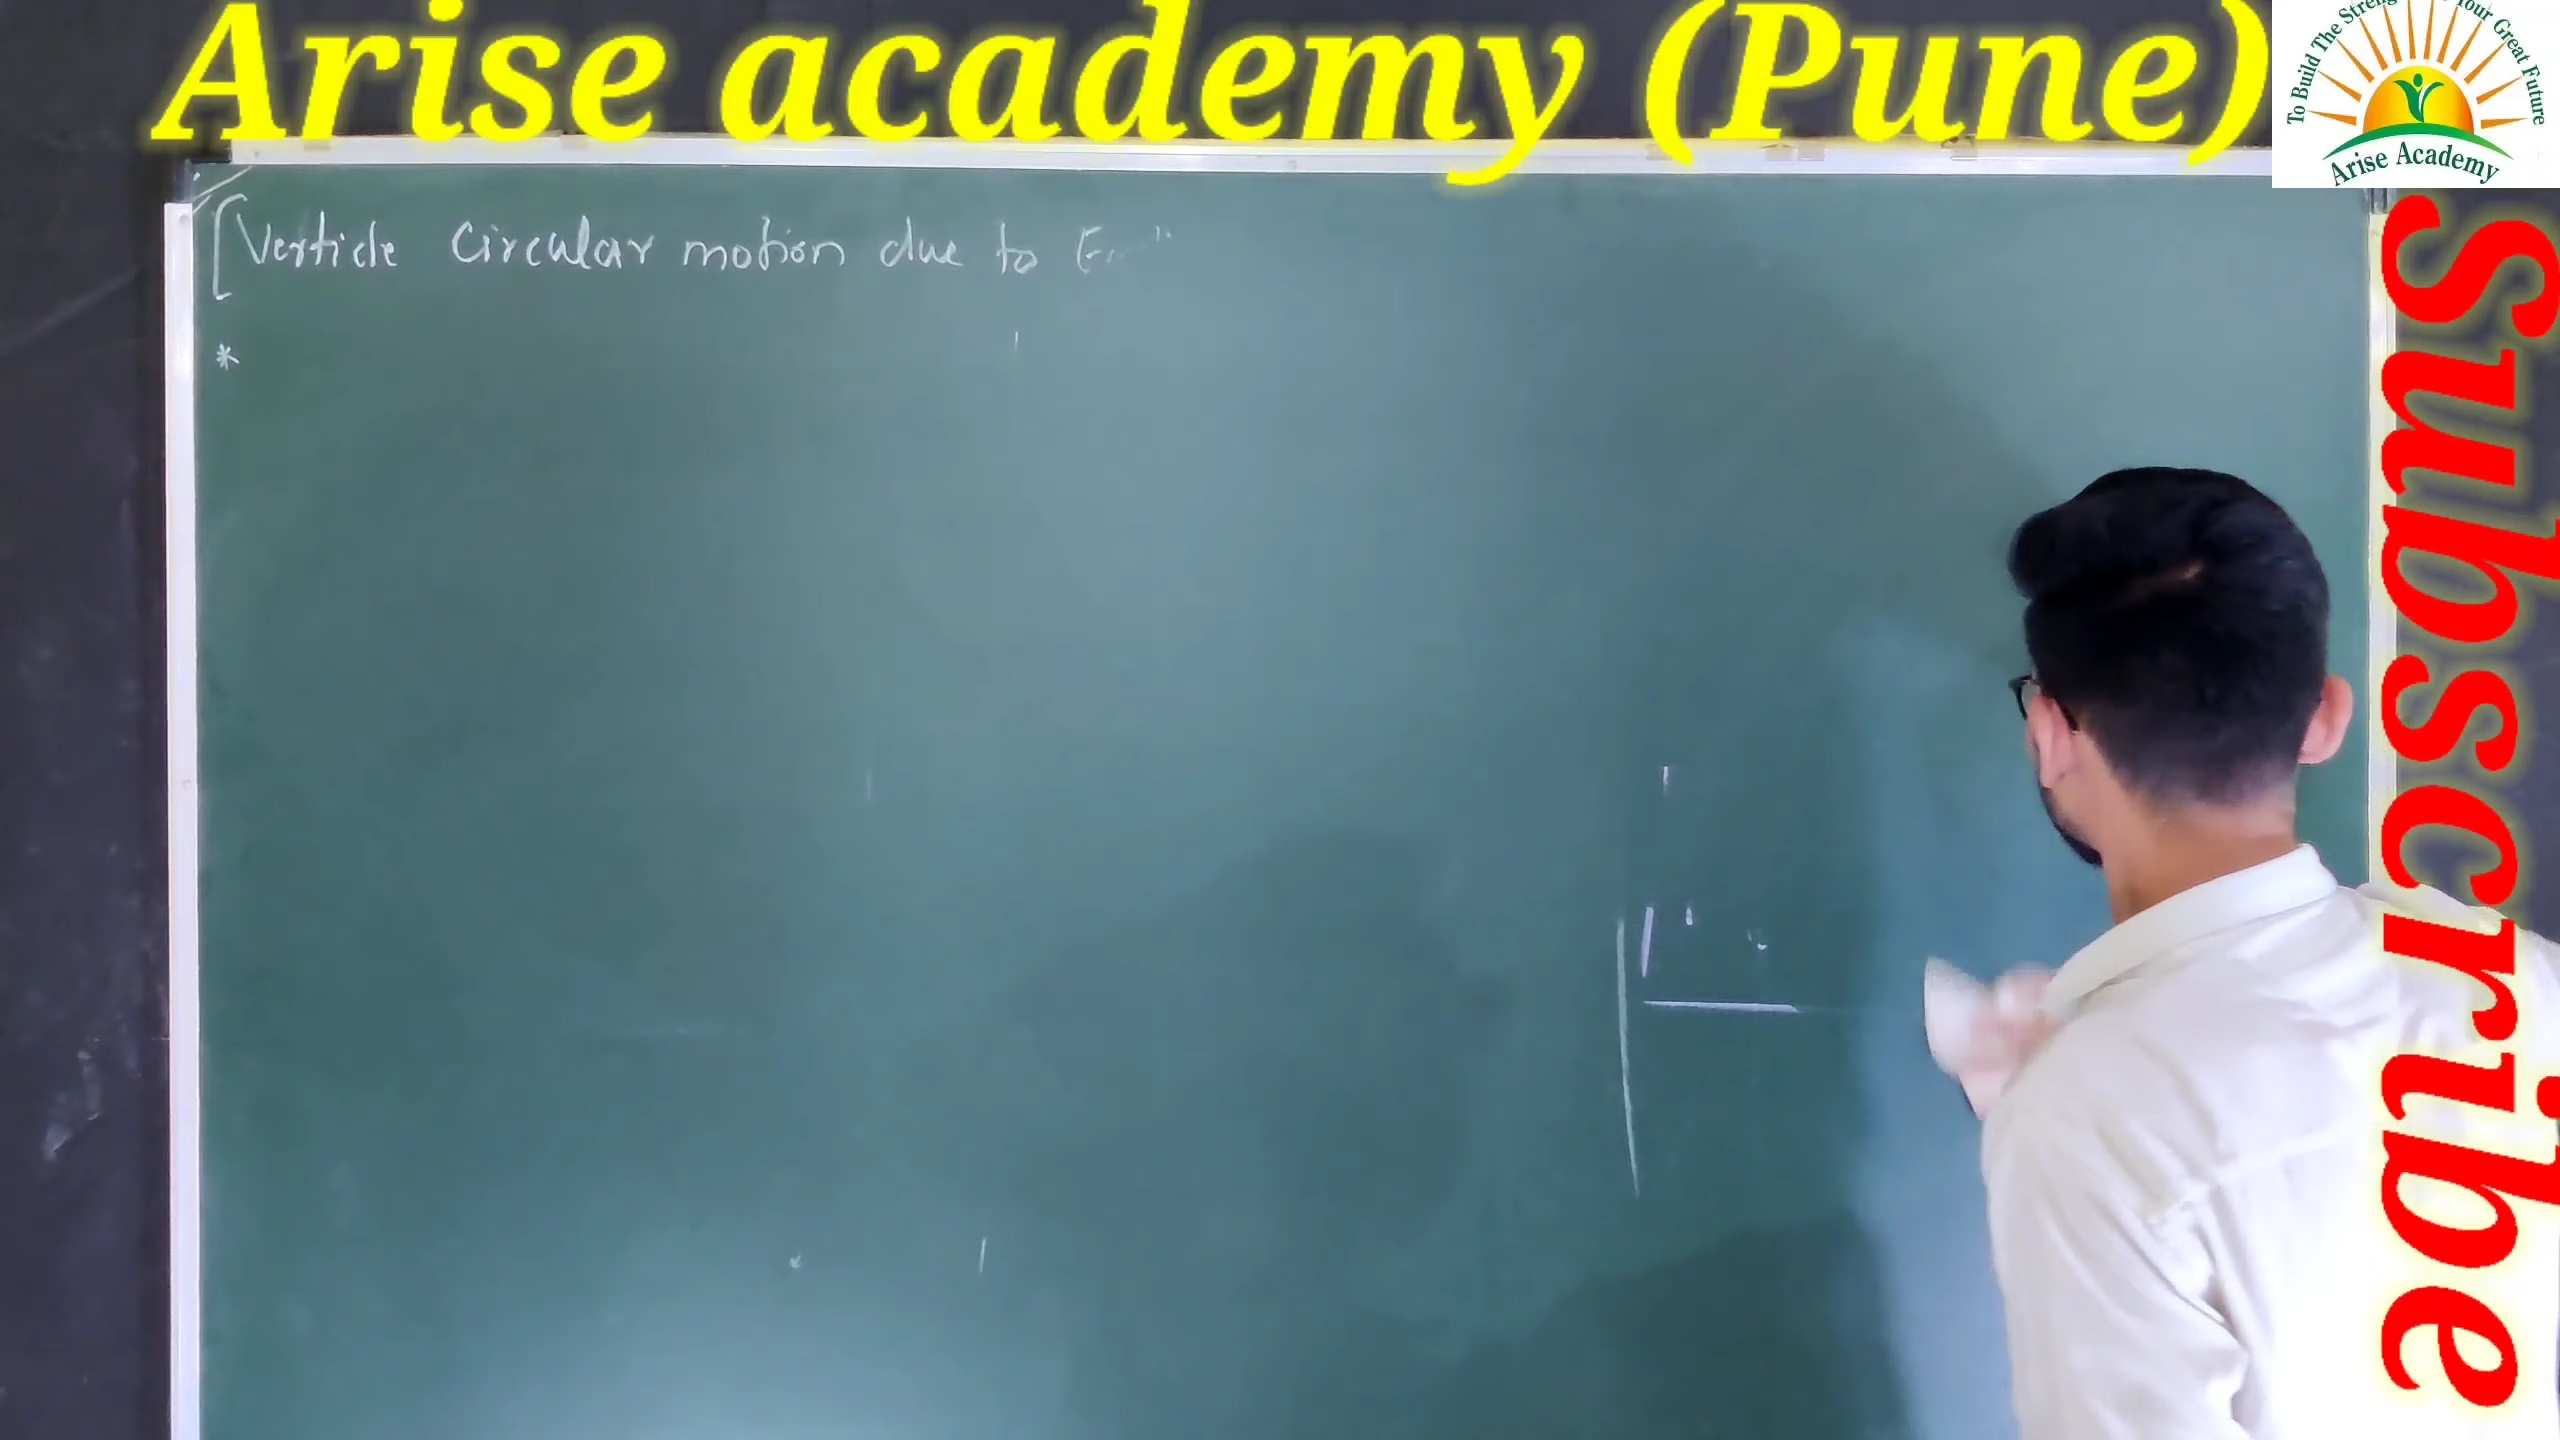 Arise academy (Pune)
To Build The Streng Your Great Future
Arise Academy
Subscribe
[Verticle circular motion due to
*